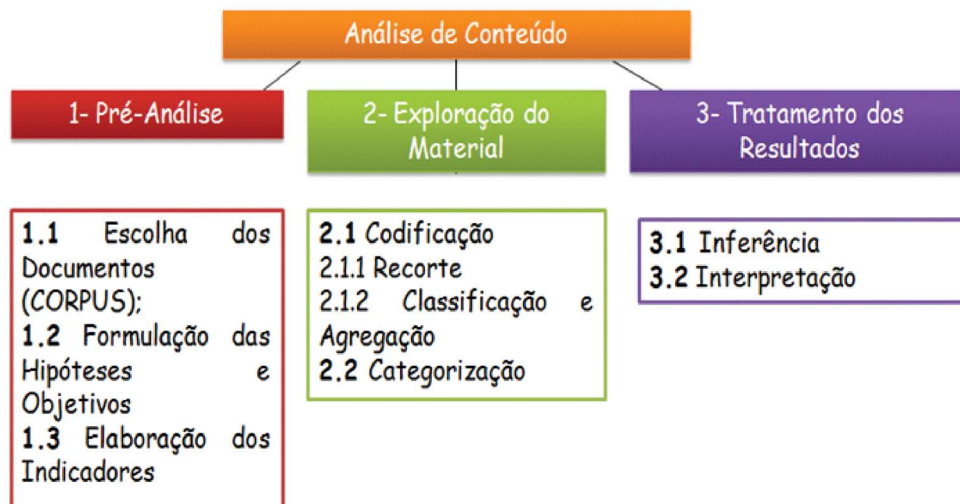 Análise de Conteúdo
1- Pré-Análise
2- Exploração do
Material
3- Tratamento dos
Resultados
1.1 Escolha dos
Documentos
(CORPUS);
1.2 Formulação das
Hipóteses e
Objetivos
1.3 Elaboração dos
Indicadores
2.1 Codificação
2.1.1 Recorte
2.1.2 Classificação e
Agregação
2.2 Categorização
3.1 Inferência
3.2 Interpretação